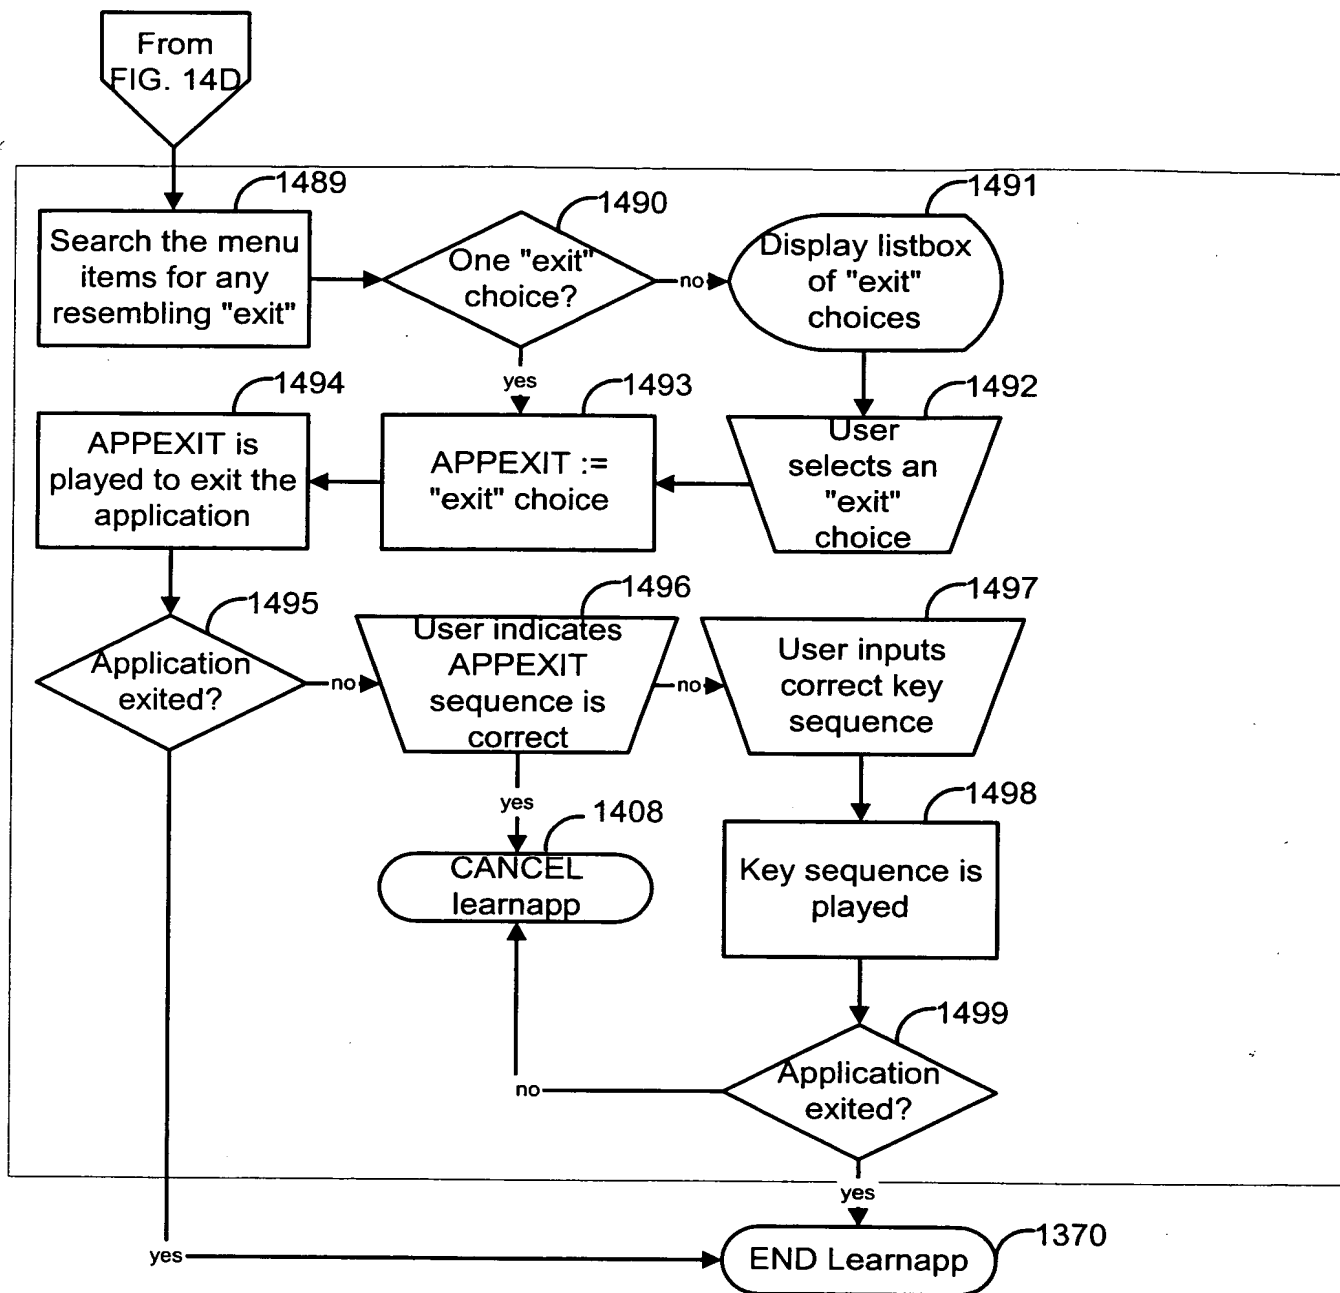 From
FIG. 14D
1489
Search the menu
items for any
resembling "exit"
1490
One "exit"
choice?
no
yes
1491
Display listbox
of "exit"
choices
1492
User
selects an
"exit"
choice
1493
APPEXIT :=
"exit" choice
1494
APPEXIT is
played to exit the
application
1495
Application
exited?
no
yes
1496
User indicates
APPEXIT
sequence is
correct
no
yes
1497
User inputs
correct key
sequence
1408
CANCEL
learnapp
1498
Key sequence is
played
1499
Application
exited?
no
yes
1370
END Learnapp